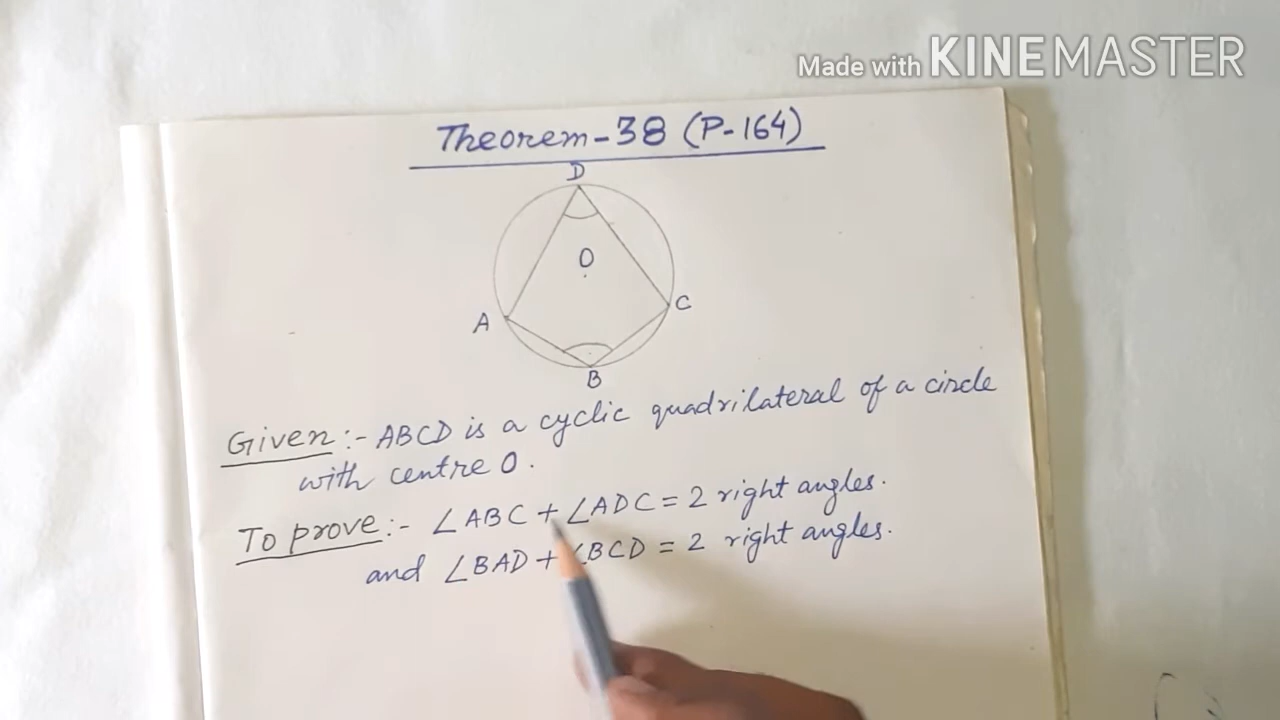 Made with KINEMASTER
Theorem-38 (P-164)
D
O
A
C
B
Given:- ABCD is a cyclic quadrilateral of a circle
with centre O.
To prove:- ∠ABC + ∠ADC = 2 right angles.
and ∠BAD + ∠BCD = 2 right angles.